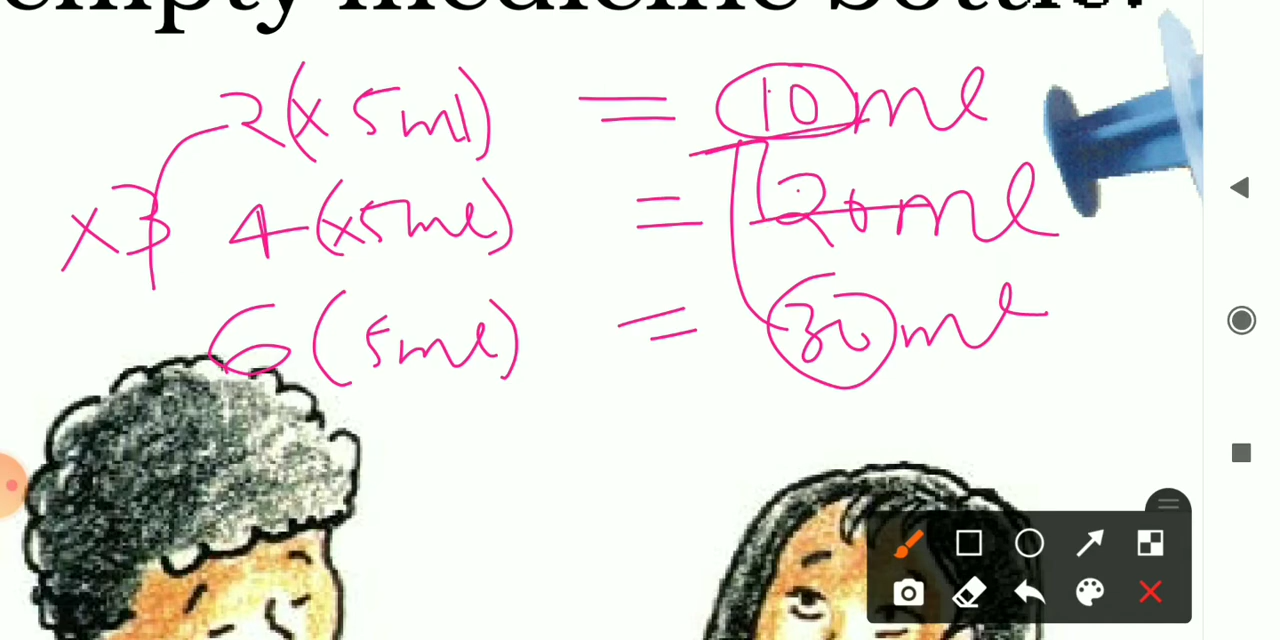 empty medicine bottle?
2(x 5ml) = 10ml
x3 4(x5ml) = 20ml
6(5ml) = 30ml